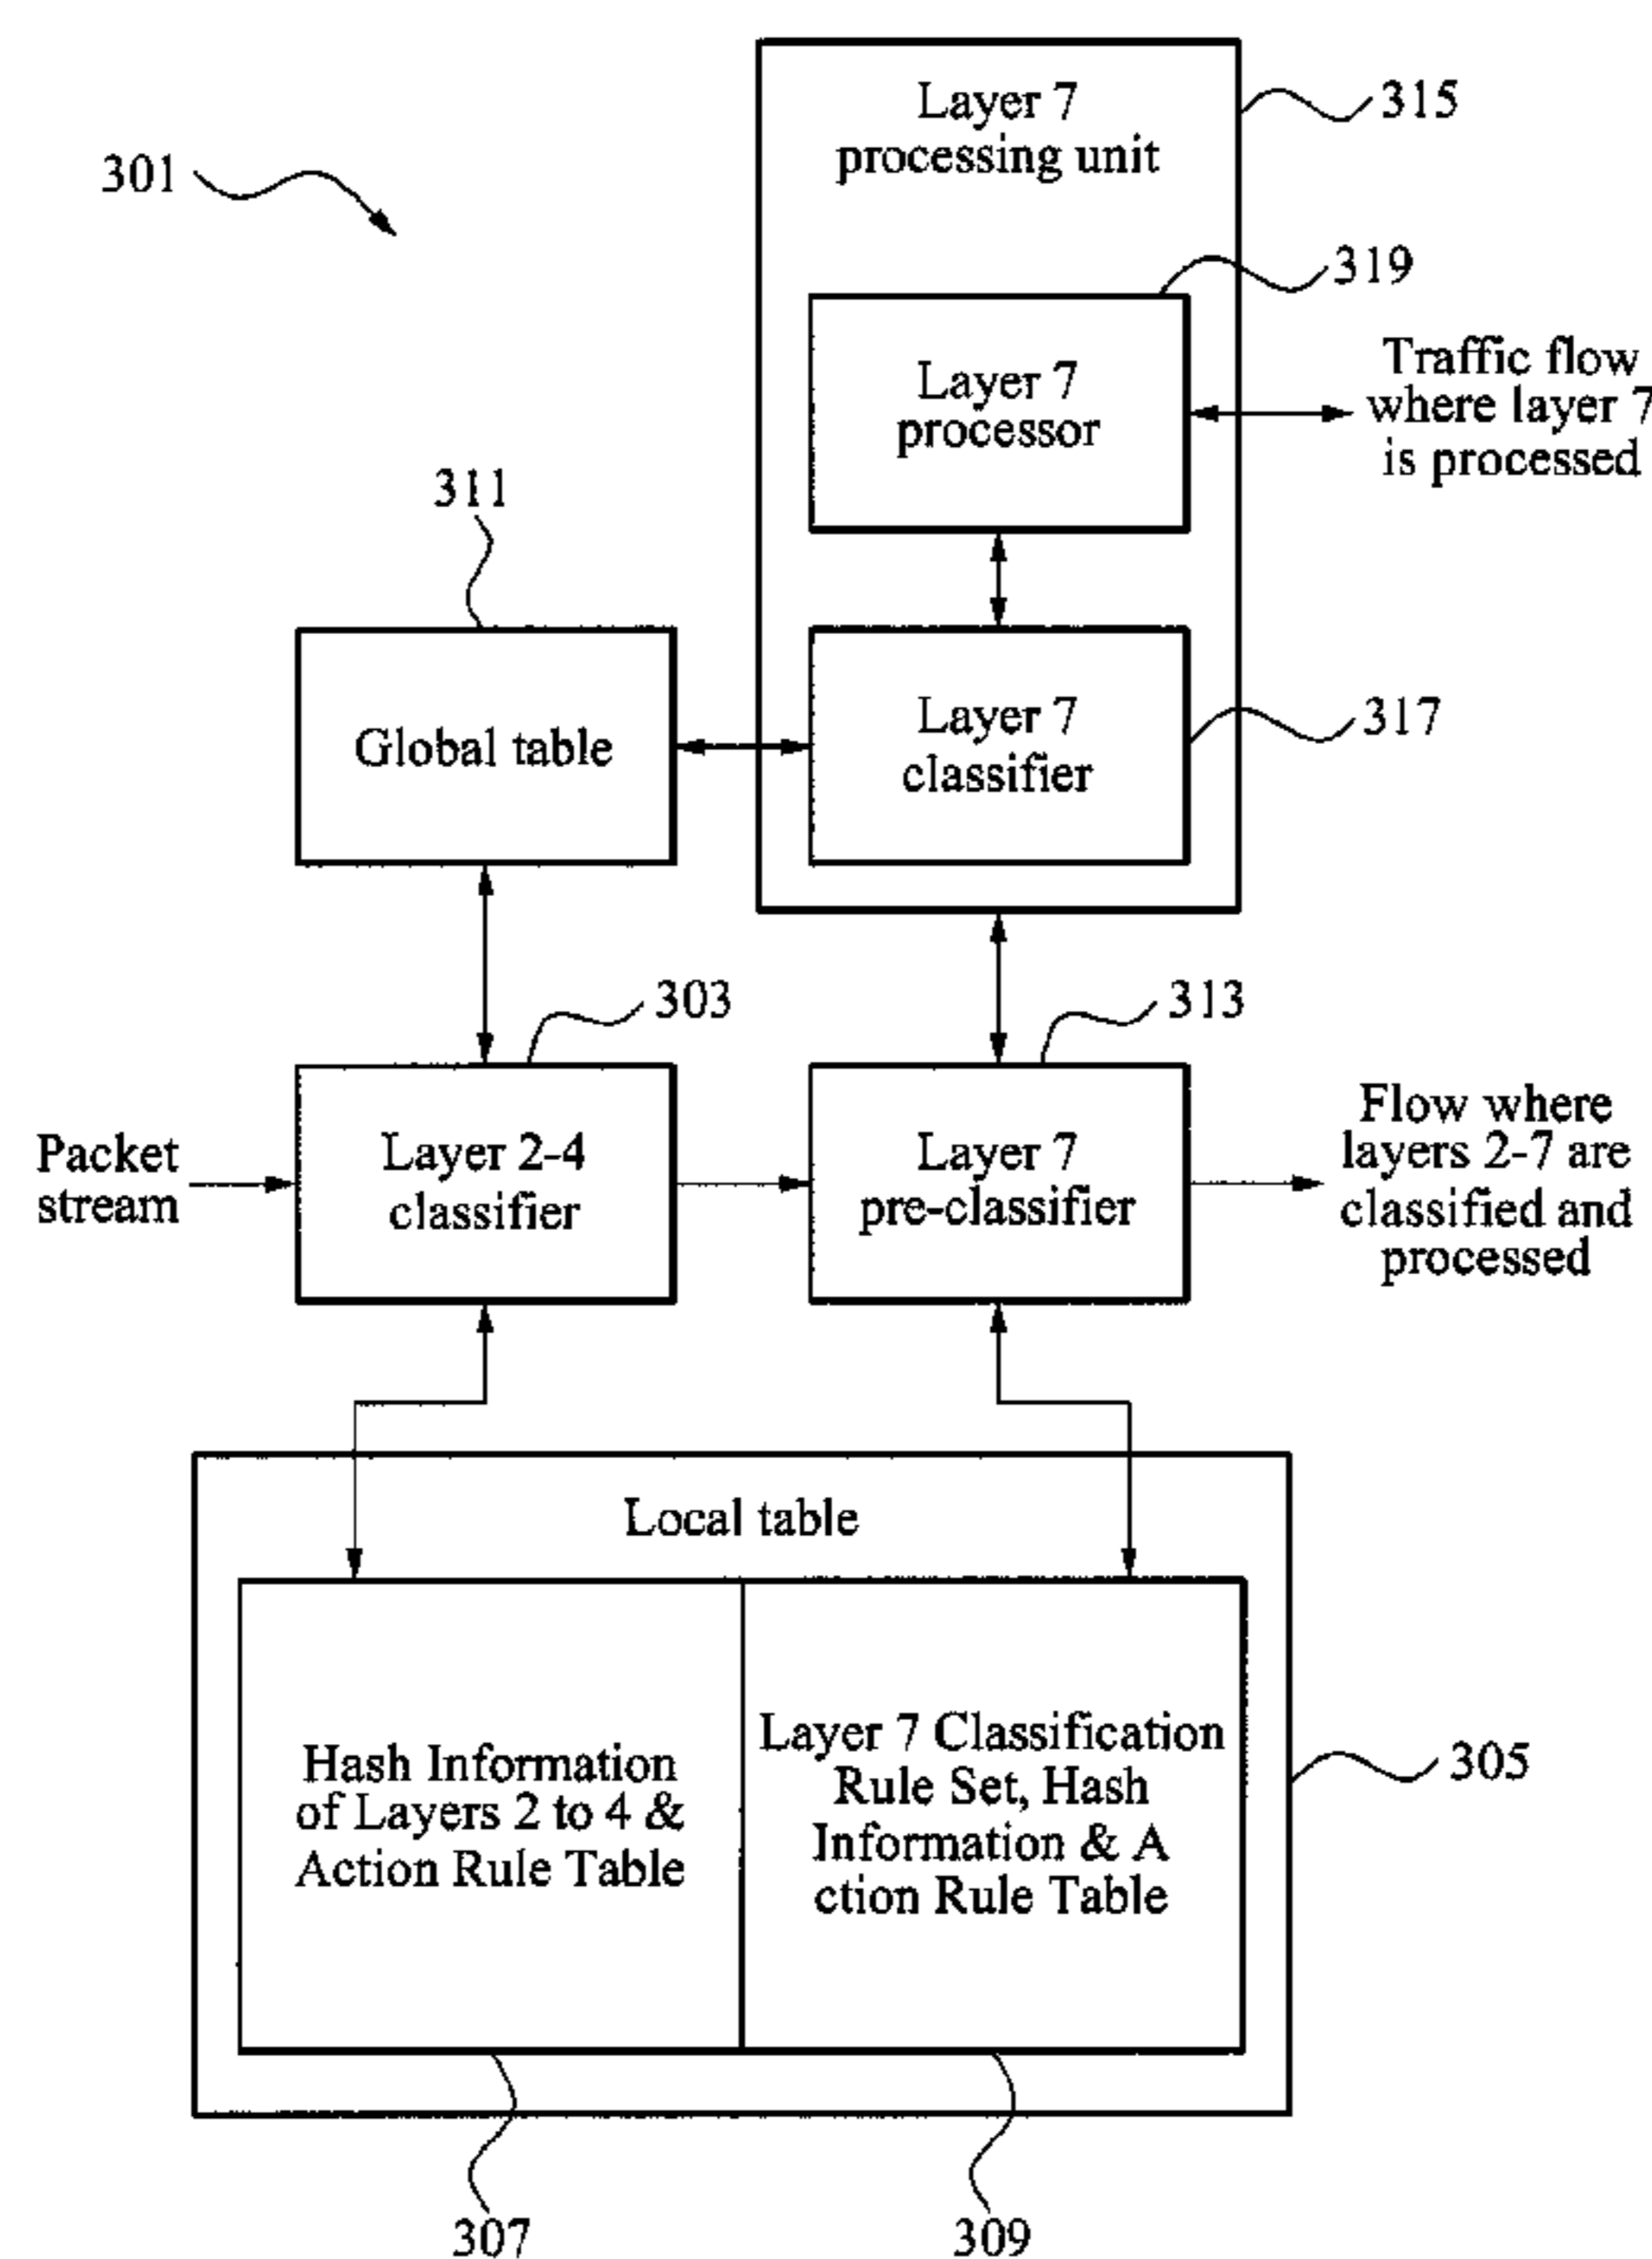 Layer 7
processing unit
315
301
319
Layer 7
processor
Traffic flow
where layer 7
is processed
311
Global table
Layer 7
classifier
317
303
313
Packet
stream
Layer 2-4
classifier
Layer 7
pre-classifier
Flow where
layers 2-7 are
classified and
processed
Local table
Hash Information
of Layers 2 to 4 &
Action Rule Table
Layer 7 Classification
Rule Set, Hash
Information & A
ction Rule Table
305
307
309